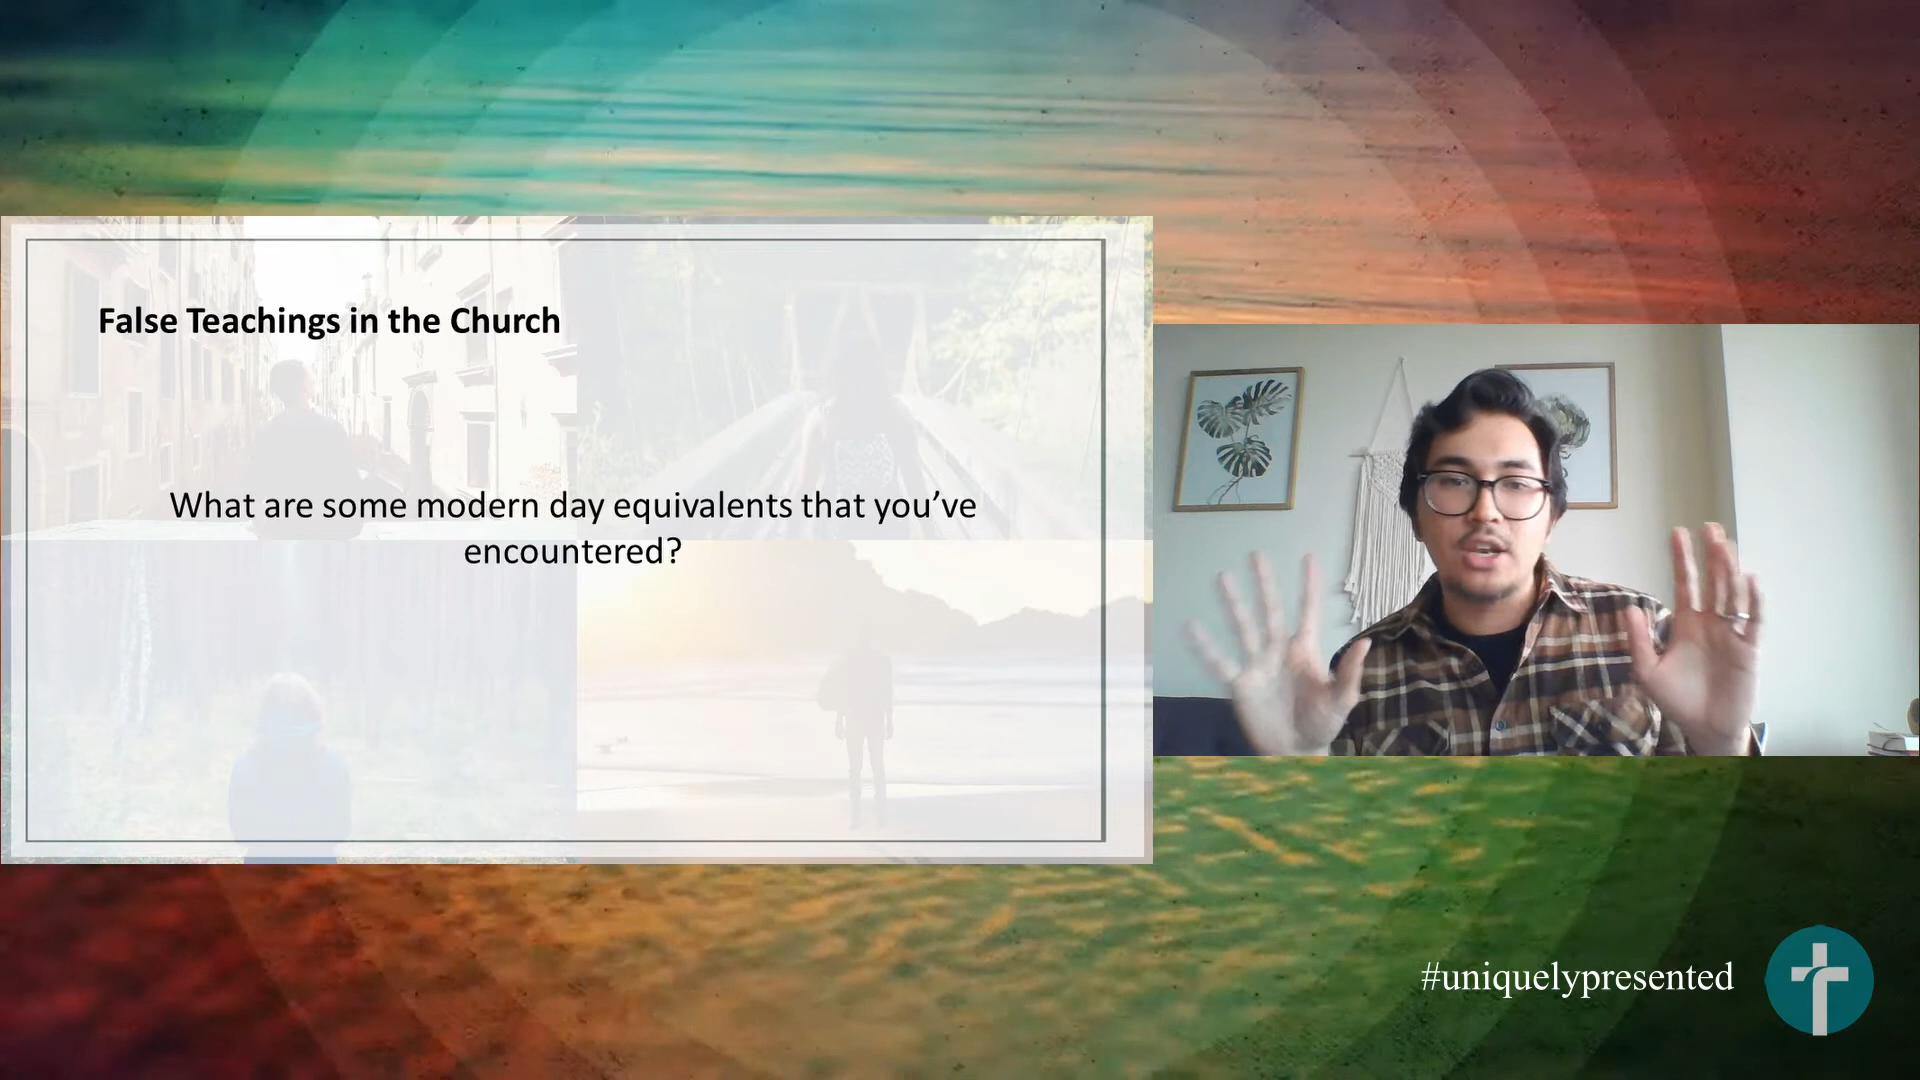 False Teachings in the Church
What are some modern day equivalents that you’ve
encountered?
#uniquelypresented